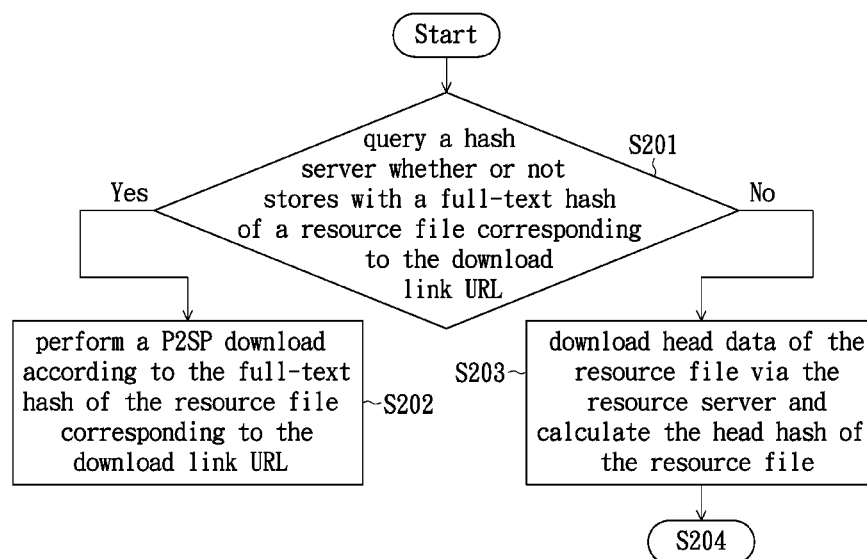 Start
query a hash
server whether or not
stores with a full-text hash
of a resource file corresponding
to the download
link URL
S201
Yes
No
perform a P2SP download
according to the full-text
hash of the resource file
corresponding to the
download link URL
S202
S203
download head data of the
resource file via the
resource server and
calculate the head hash of
the resource file
S204